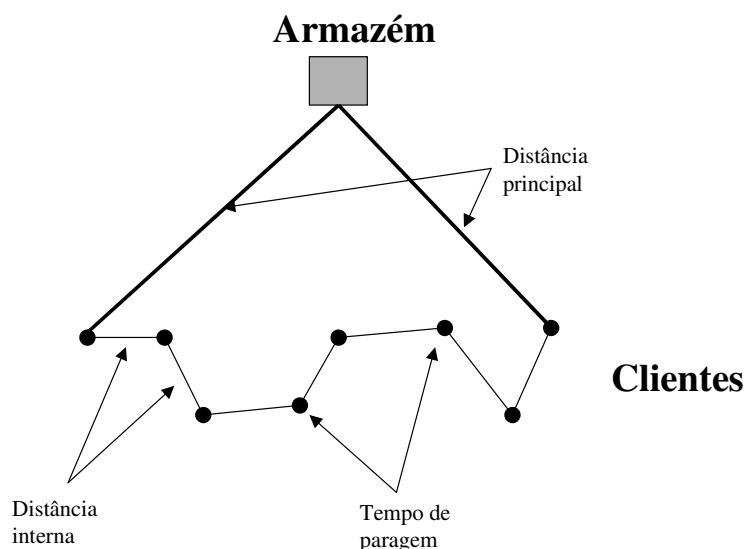 Armazém
Distância
principal
Clientes
Distância
interna
Tempo de
paragem